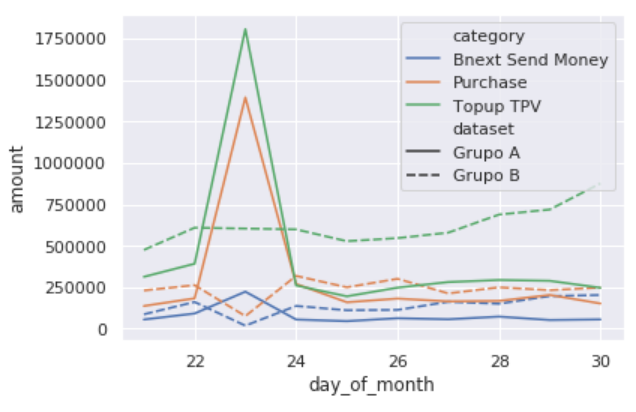 1750000
1500000
1250000
1000000
750000
500000
250000
0
amount
category
Bnext Send Money
Purchase
Topup TPV
dataset
Grupo A
Grupo B
22 24 26 28 30
day_of_month